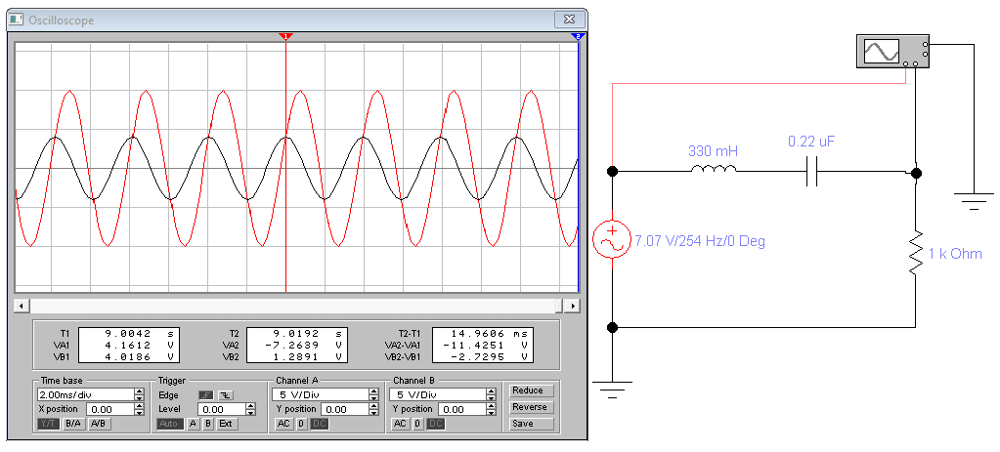 Oscilloscope
1
2
T1 9.0042 s T2 9.0192 s T2-T1 14.9606 ms
VA1 4.1612 V VA2 -7.2639 V VA2-VA1 -11.4251 V
VB1 4.0186 V VB2 1.2891 V VB2-VB1 -2.7295 V
Time base Trigger Channel A Channel B Reduce
2.00ms/div Edge 5 V/Div 5 V/Div
X position 0.00 Level 0.00 Y position 0.00 Y position 0.00 Reverse
Y/T B/A A/B Auto A B Ext AC 0 DC AC 0 DC Save
330 mH 0.22 uF
7.07 V/254 Hz/0 Deg
1 k Ohm